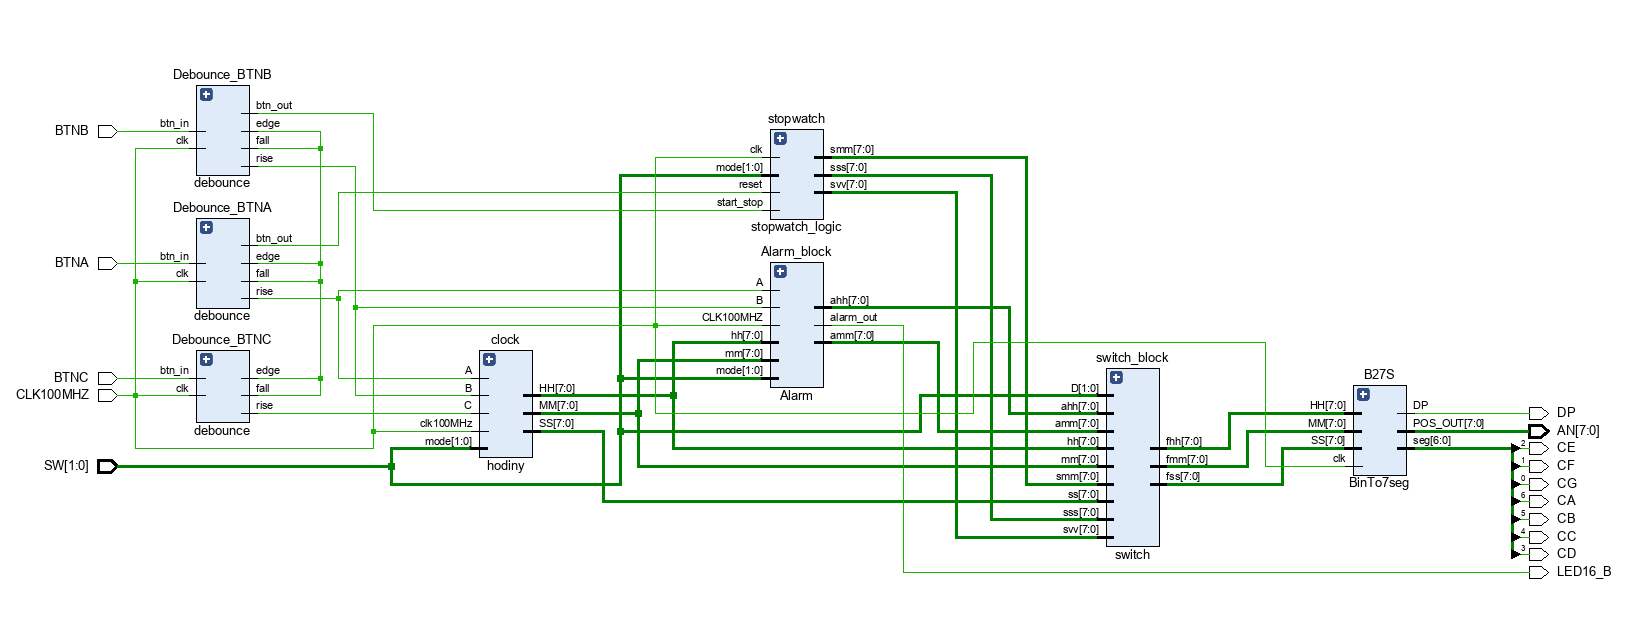 Debounce_BTNB
btn_out
BTNB
btn_in
edge
clk
fall
rise
debounce
Debounce_BTNA
btn_out
BTNA
btn_in
edge
clk
fall
rise
debounce
Debounce_BTNC
BTNC
btn_in
edge
CLK100MHZ
clk
fall
rise
debounce
SW[1:0]
clock
A
B
HH[7:0]
C
MM[7:0]
clk100MHz
SS[7:0]
mode[1:0]
hodiny
stopwatch
clk
smm[7:0]
mode[1:0]
sss[7:0]
reset
svv[7:0]
start_stop
stopwatch_logic
Alarm_block
A
B
ahh[7:0]
CLK100MHZ
alarm_out
hh[7:0]
amm[7:0]
mm[7:0]
mode[1:0]
Alarm
switch_block
D[1:0]
ahh[7:0]
amm[7:0]
hh[7:0]
fhh[7:0]
mm[7:0]
fmm[7:0]
smm[7:0]
fss[7:0]
ss[7:0]
sss[7:0]
svv[7:0]
switch
B27S
HH[7:0]
DP
MM[7:0]
POS_OUT[7:0]
SS[7:0]
seg[6:0]
clk
BinTo7seg
DP
AN[7:0]
2 CE
1 CF
0 CG
6 CA
5 CB
4 CC
3 CD
LED16_B